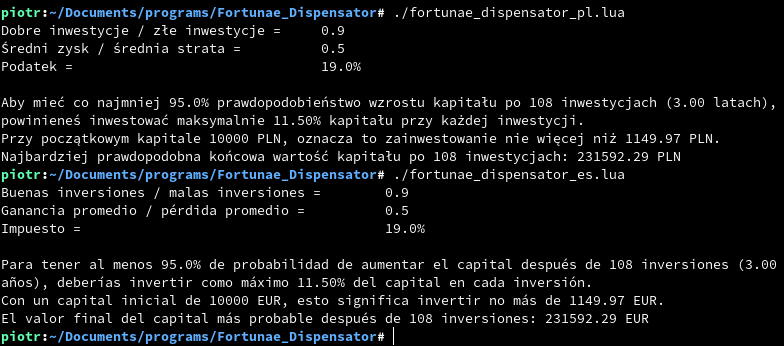 piotr:~/Documents/programs/Fortunae_Dispensator# ./fortunae_dispensator_pl.lua
Dobre inwestycje / złe inwestycje = 0.9
Średni zysk / średnia strata = 0.5
Podatek = 19.0%
Aby mieć co najmniej 95.0% prawdopodobieństwo wzrostu kapitału po 108 inwestycjach (3.00 latach),
powinieneś inwestować maksymalnie 11.50% kapitału przy każdej inwestycji.
Przy początkowym kapitale 10000 PLN, oznacza to zainwestowanie nie więcej niż 1149.97 PLN.
Najbardziej prawdopodobna końcowa wartość kapitału po 108 inwestycjach: 231592.29 PLN
piotr:~/Documents/programs/Fortunae_Dispensator# ./fortunae_dispensator_es.lua
Buenas inversiones / malas inversiones = 0.9
Ganancia promedio / pérdida promedio = 0.5
Impuesto = 19.0%
Para tener al menos 95.0% de probabilidad de aumentar el capital después de 108 inversiones (3.00
años), deberías invertir como máximo 11.50% del capital en cada inversión.
Con un capital inicial de 10000 EUR, esto significa invertir no más de 1149.97 EUR.
El valor final del capital más probable después de 108 inversiones: 231592.29 EUR
piotr:~/Documents/programs/Fortunae_Dispensator#